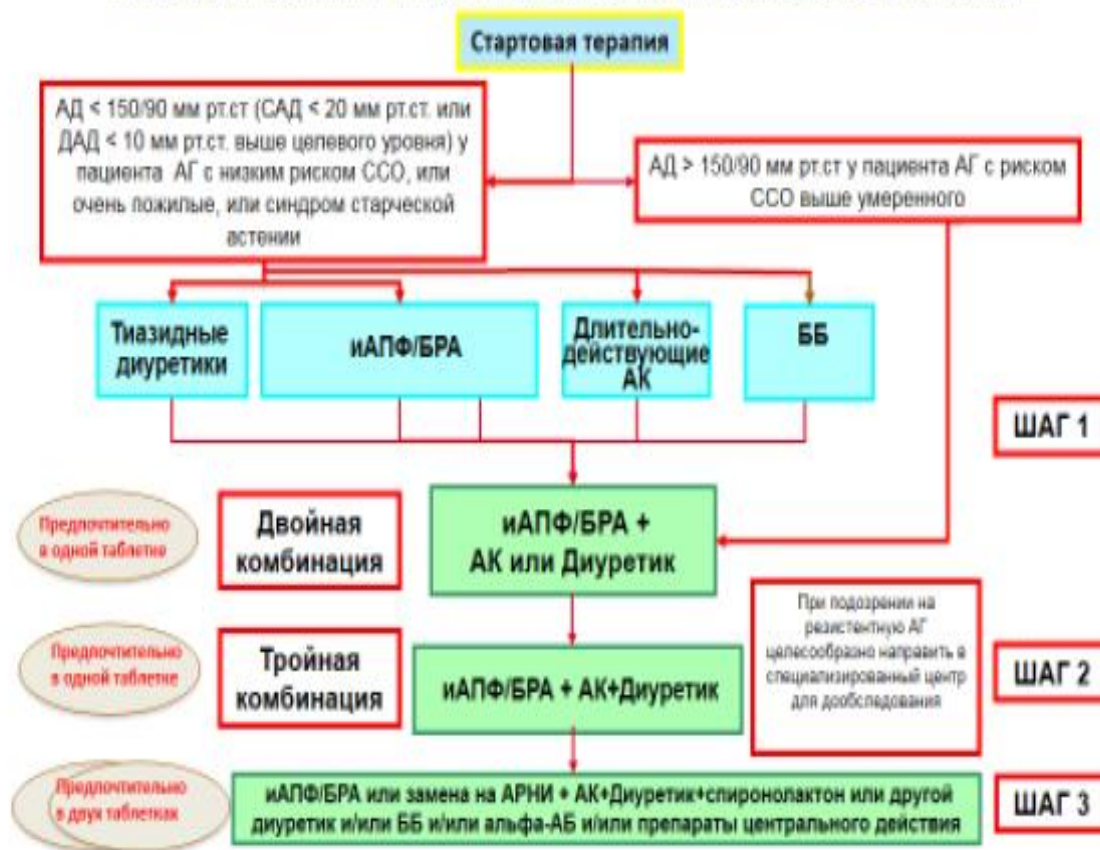 Стартовая терапия
АД < 150/90 мм рт.ст (САД < 20 мм рт.ст. или
ДАД < 10 мм рт.ст. выше целевого уровня) у
пациента АГ с низким риском ССО, или
очень пожилые, или синдром старческой
астении
АД > 150/90 мм рт.ст у пациента АГ с риском
ССО выше умеренного
Тиазидные
диуретики
иАПФ/БРА
Длительно-
действующие
АК
ББ
ШАГ 1
Предпочтительно
в одной таблетке
Двойная
комбинация
иАПФ/БРА +
АК или Диуретик
При подозрении на
резистентную АГ
целесообразно направить в
специализированный центр
для дообследования
Предпочтительно
в одной таблетке
Тройная
комбинация
иАПФ/БРА + АК+Диуретик
ШАГ 2
Предпочтительно
в двух таблетках
иАПФ/БРА или замена на АРНИ + АК+Диуретик+спиронолактон или другой
диуретик и/или ББ и/или альфа-АБ и/или препараты центрального действия
ШАГ 3